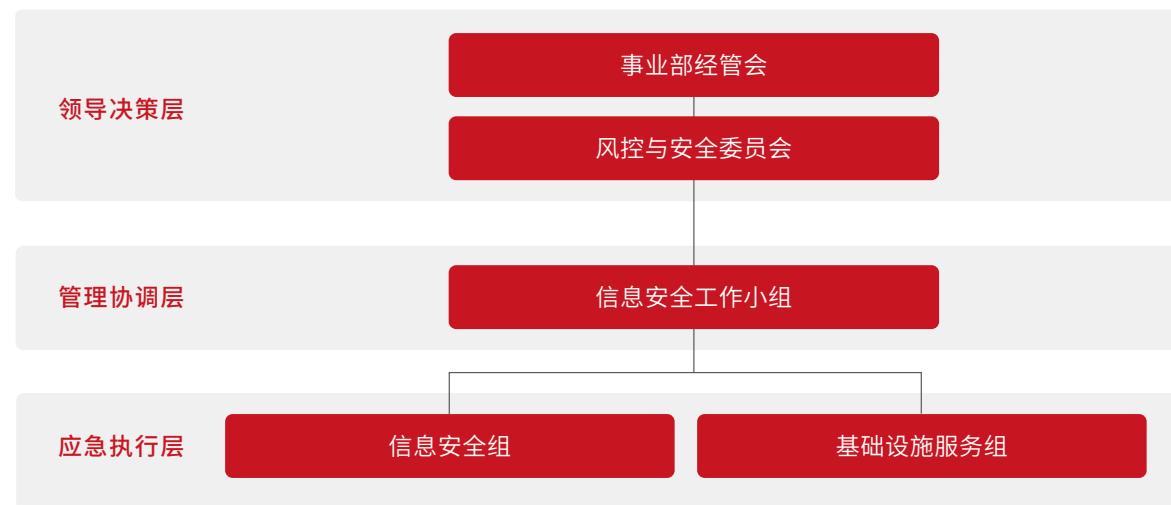 领导决策层
事业部经管会
风控与安全委员会
管理协调层
信息安全工作小组
应急执行层
信息安全组
基础设施服务组